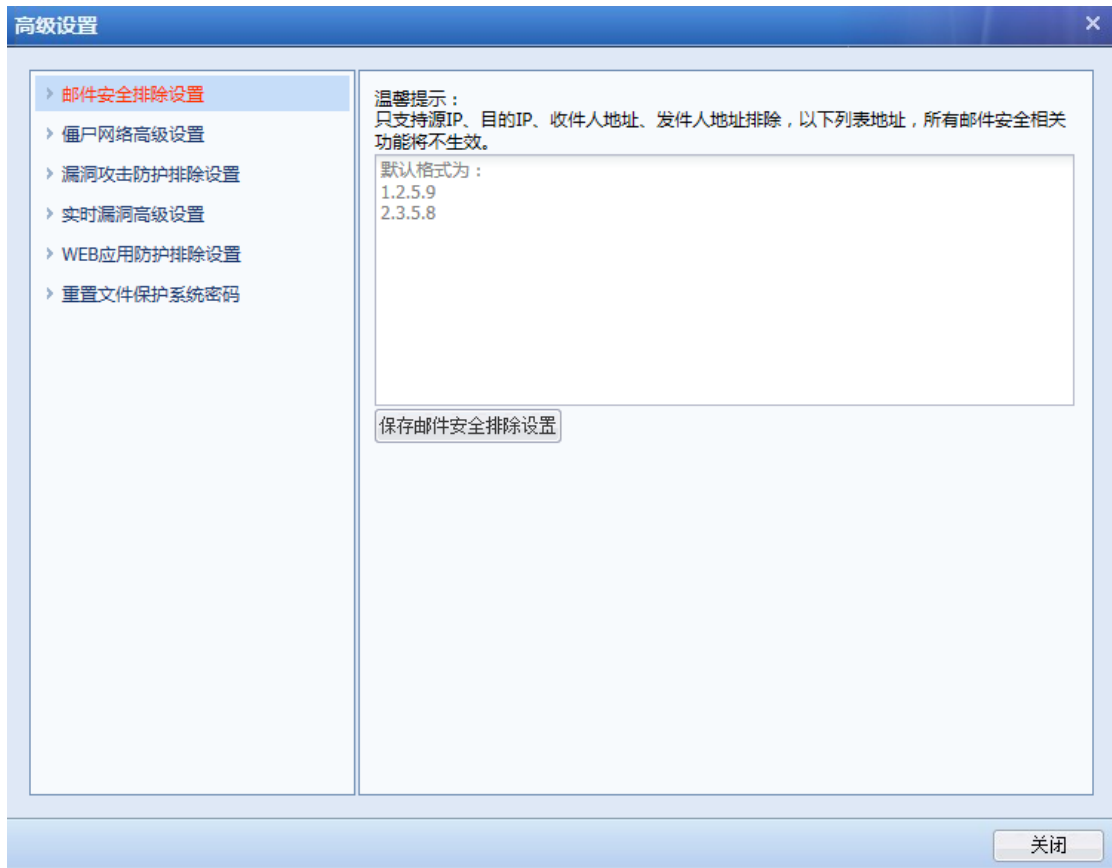 高级设置
邮件安全排除设置
僵尸网络高级设置
漏洞攻击防护排除设置
实时漏洞高级设置
WEB应用防护排除设置
重置文件保护系统密码
温馨提示：
只支持源IP、目的IP、收件人地址、发件人地址排除，以下列表地址，所有邮件安全相关
功能将不生效。
默认格式为：
1.2.5.9
2.3.5.8
保存邮件安全排除设置
关闭